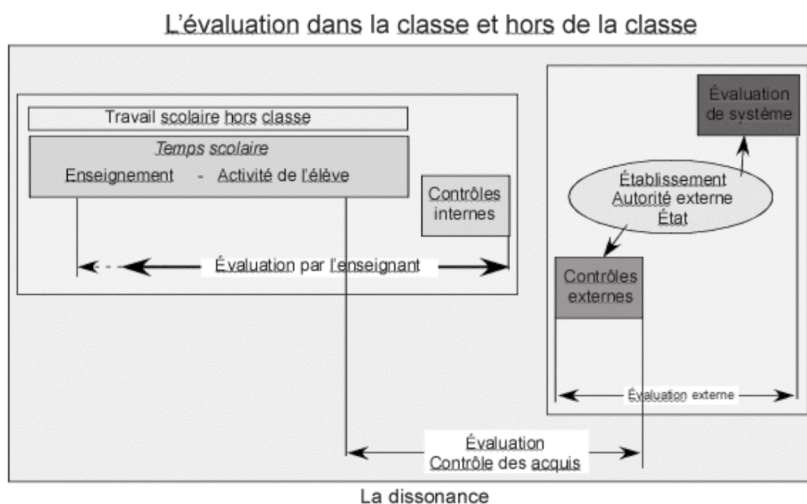 L'évaluation dans la classe et hors de la classe
Travail scolaire hors classe
Temps scolaire
Enseignement - Activité de l'élève
Contrôles
internes
Évaluation par l'enseignant
Évaluation
de système
Établissement
Autorité externe
État
Contrôles
externes
Évaluation externe
Évaluation
Contrôle des acquis
La dissonance